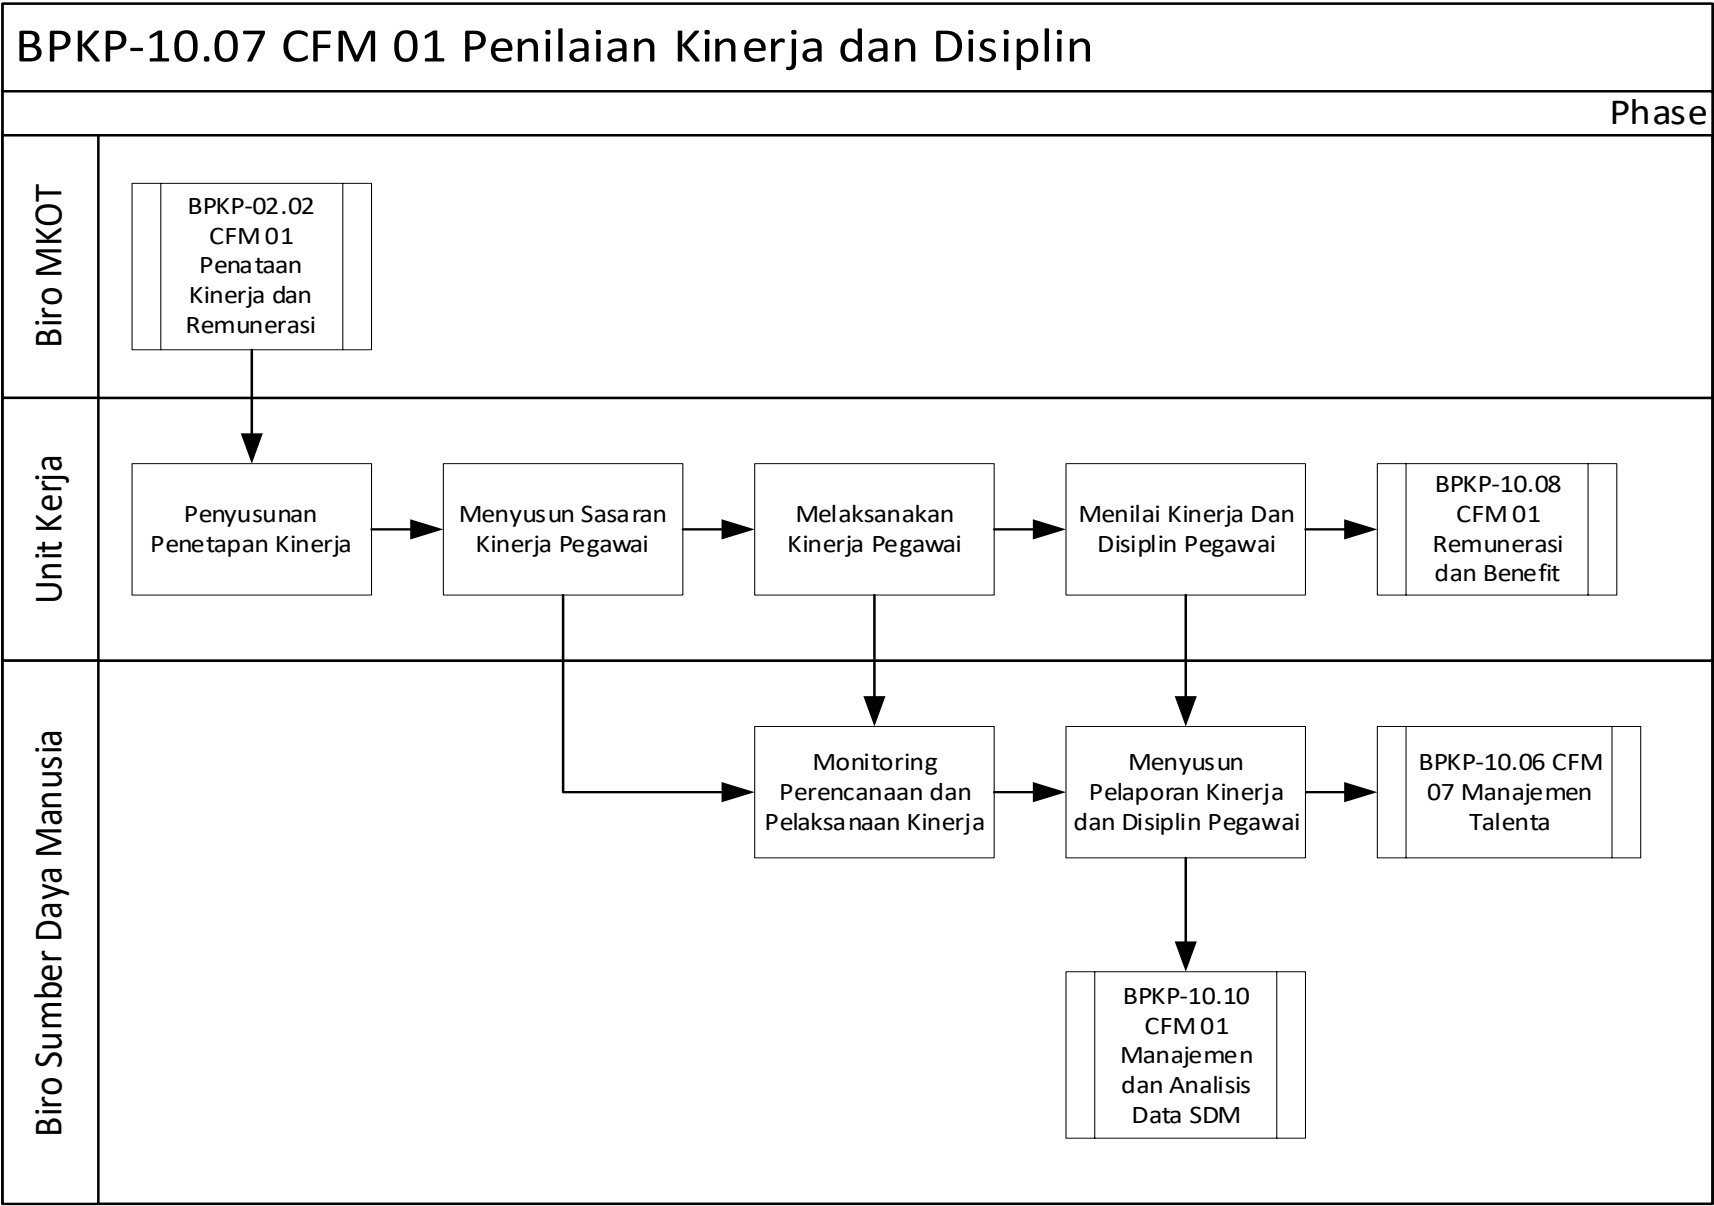 BPKP-10.07 CFM 01 Penilaian Kinerja dan Disiplin
Phase
Biro MKOT
BPKP-02.02
CFM 01
Penataan
Kinerja dan
Remunerasi
Unit Kerja
Penyusunan
Penetapan Kinerja
Menyusun Sasaran
Kinerja Pegawai
Melaksanakan
Kinerja Pegawai
Menilai Kinerja Dan
Disiplin Pegawai
BPKP-10.08
CFM 01
Remunerasi
dan Benefit
Biro Sumber Daya Manusia
Monitoring
Perencanaan dan
Pelaksanaan Kinerja
Menyusun
Pelaporan Kinerja
dan Disiplin Pegawai
BPKP-10.06 CFM
07 Manajemen
Talenta
BPKP-10.10
CFM 01
Manajemen
dan Analisis
Data SDM